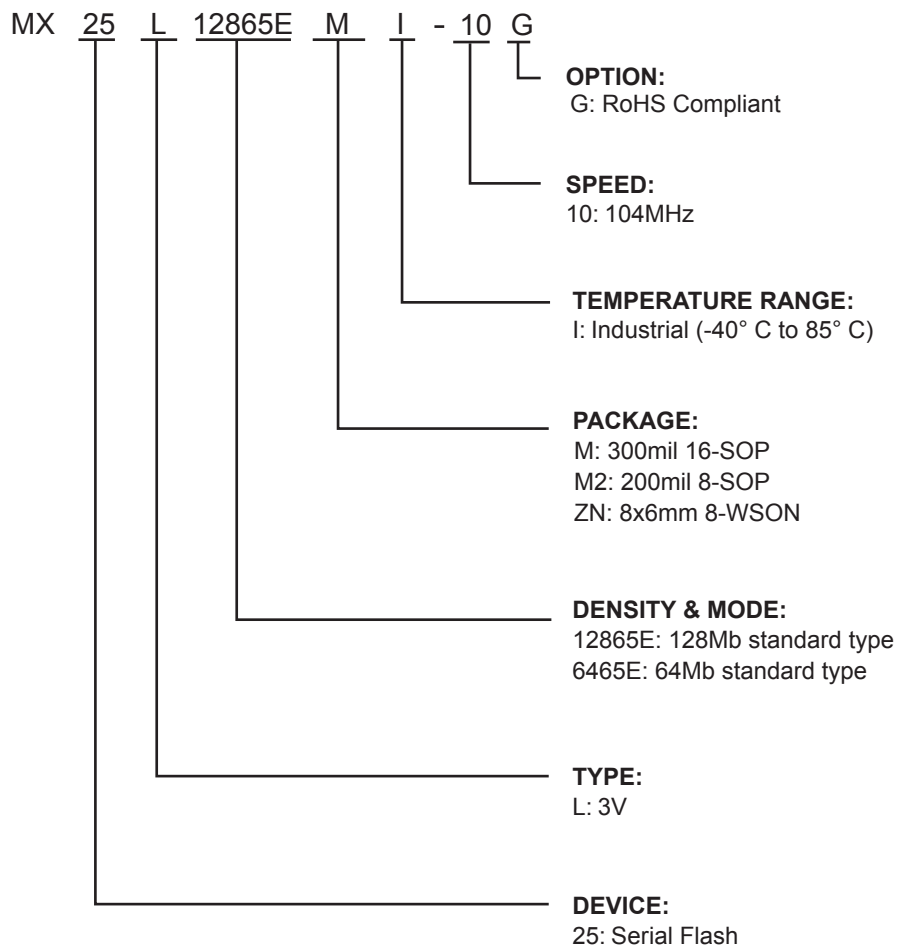 MX 25 L 12865E M I - 10 G
OPTION:
G: RoHS Compliant
SPEED:
10: 104MHz
TEMPERATURE RANGE:
I: Industrial (-40° C to 85° C)
PACKAGE:
M: 300mil 16-SOP
M2: 200mil 8-SOP
ZN: 8x6mm 8-WSON
DENSITY & MODE:
12865E: 128Mb standard type
6465E: 64Mb standard type
TYPE:
L: 3V
DEVICE:
25: Serial Flash